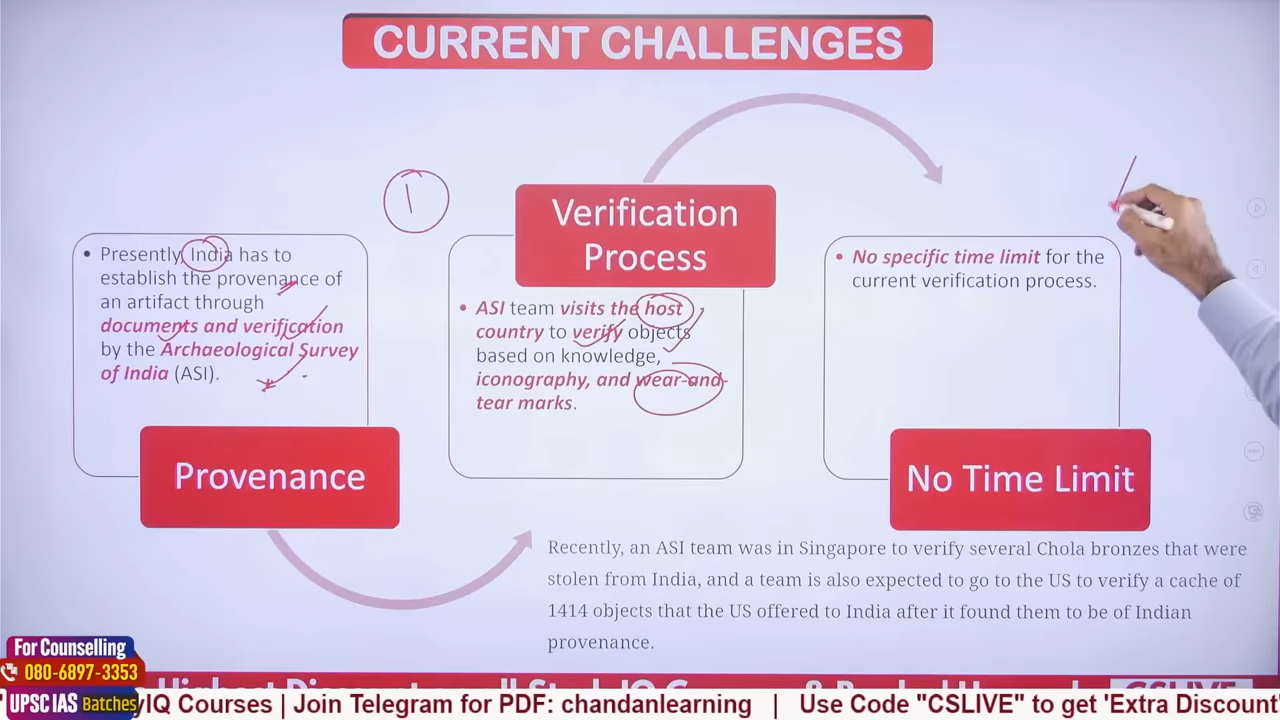 CURRENT CHALLENGES
• Presently, India has to
establish the provenance of
an artifact through
documents and verification
by the Archaeological Survey
of India (ASI).
Provenance
1
Verification
Process
• ASI team visits the host
country to verify objects
based on knowledge,
iconography, and wear-and-
tear marks.
• No specific time limit for the
current verification process.
No Time Limit
Recently, an ASI team was in Singapore to verify several Chola bronzes that were
stolen from India, and a team is also expected to go to the US to verify a cache of
1414 objects that the US offered to India after it found them to be of Indian
provenance.
For Counselling
080-6897-3353
UPSC IAS Batches
IQ Courses | Join Telegram for PDF: chandanlearning | Use Code "CSLIVE" to get 'Extra Discount